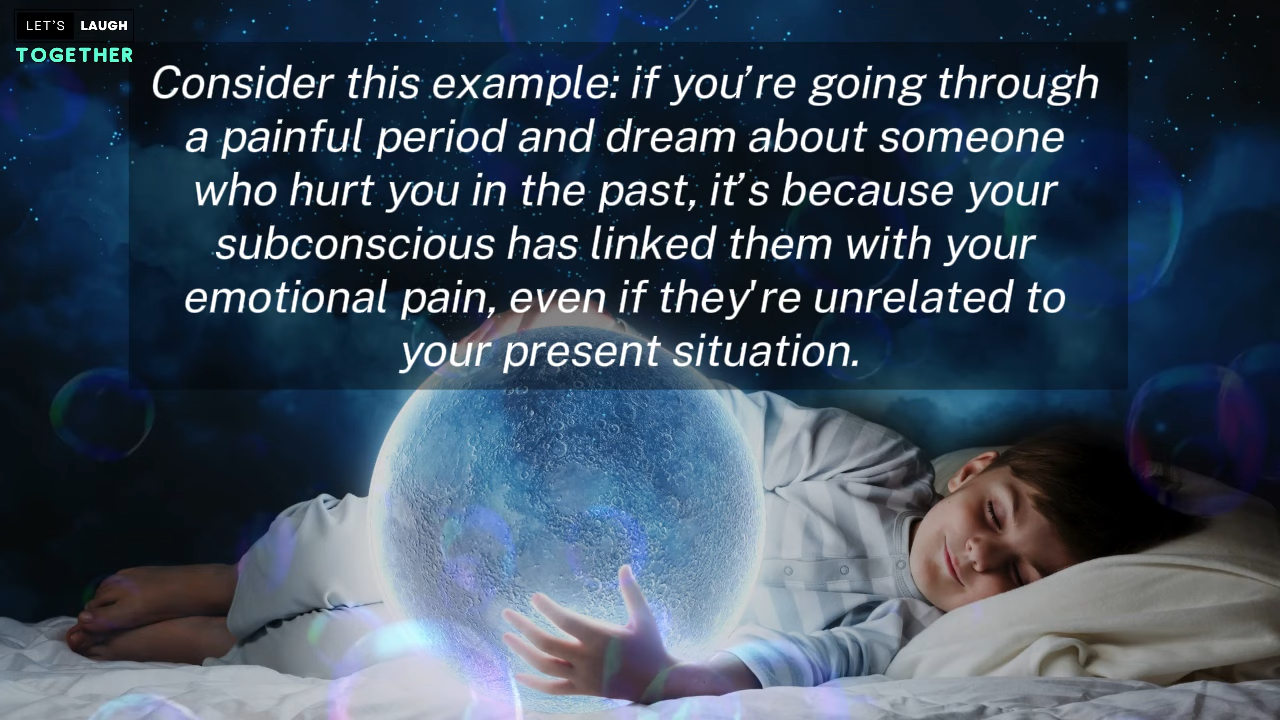 LET'S LAUGH
TOGETHER
Consider this example: if you’re going through
a painful period and dream about someone
who hurt you in the past, it’s because your
subconscious has linked them with your
emotional pain, even if they're unrelated to
your present situation.